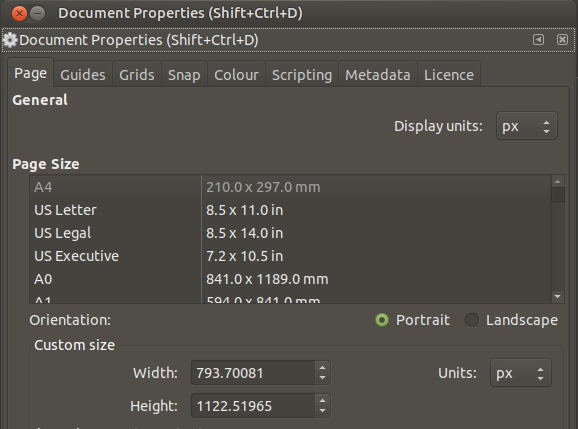 Document Properties (Shift+Ctrl+D)
Document Properties (Shift+Ctrl+D)
Page Guides Grids Snap Colour Scripting Metadata Licence
General
Display units: px
Page Size
A4 210.0 x 297.0 mm
US Letter 8.5 x 11.0 in
US Legal 8.5 x 14.0 in
US Executive 7.2 x 10.5 in
A0 841.0 x 1189.0 mm
A1 594.0 x 841.0 mm
Orientation: Portrait Landscape
Custom size
Width: 793.70081 Units: px
Height: 1122.51965